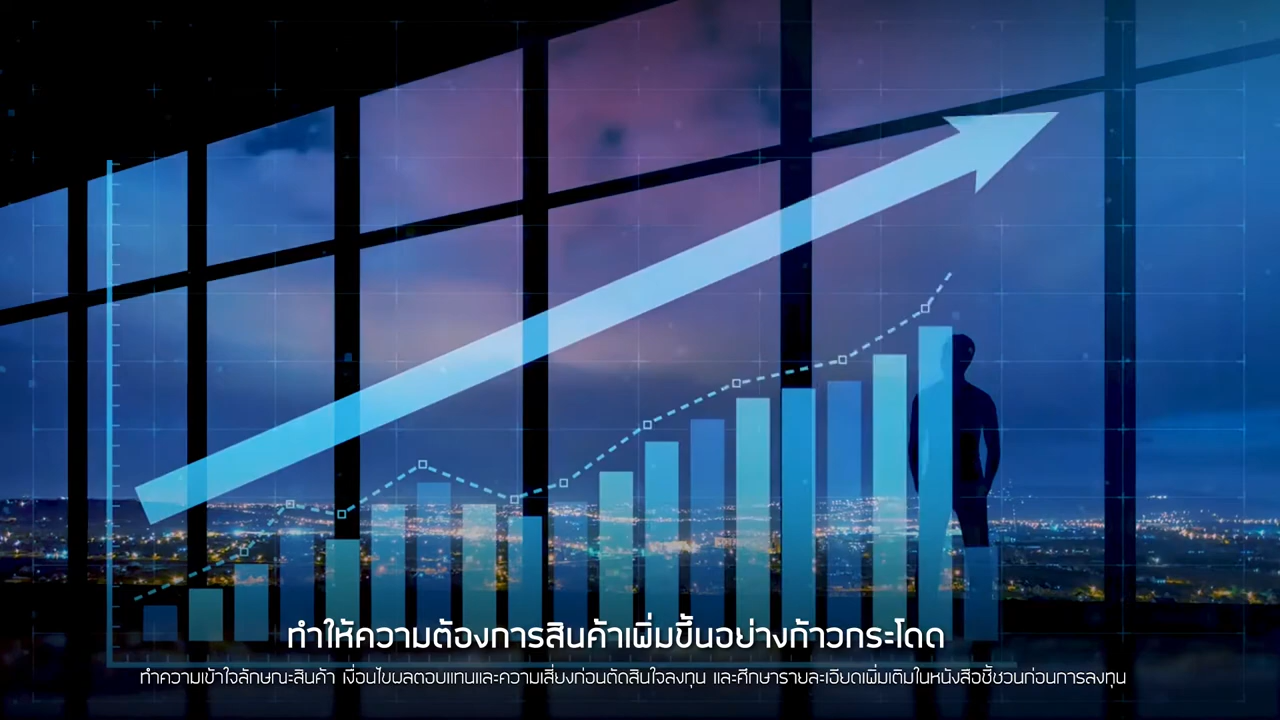 ทำให้ความต้องการสินค้าเพิ่มขึ้นอย่างก้าวกระโดด
ทำความเข้าใจลักษณะสินค้า เงื่อนไขผลตอบแทนและความเสี่ยงก่อนตัดสินใจลงทุน และศึกษารายละเอียดเพิ่มเติมในหนังสือชี้ชวนก่อนการลงทุน